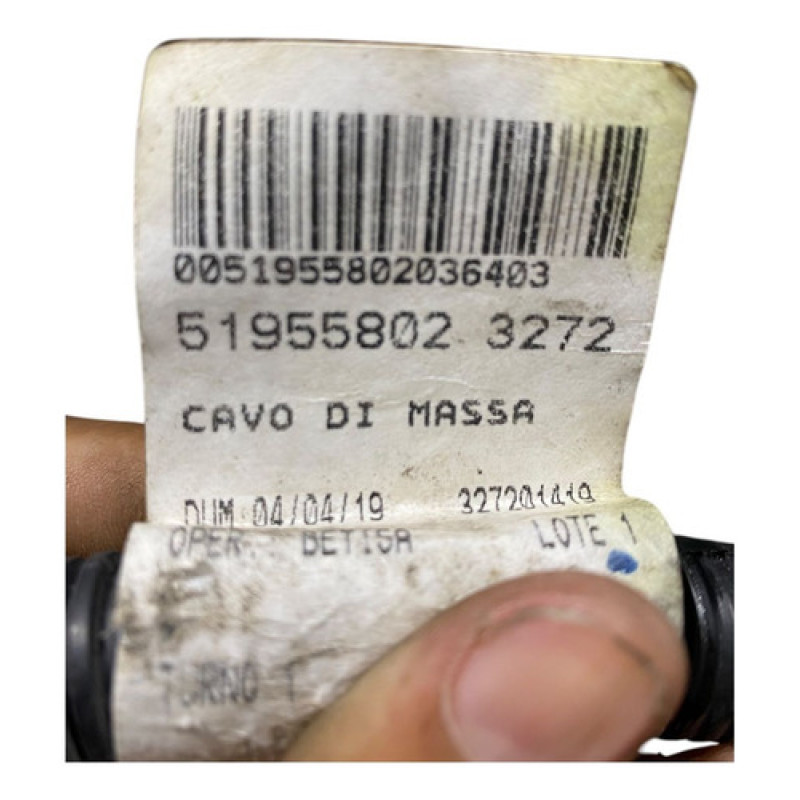 0051955802036403
51955802 3272
CAVO DI MASSA
DUM 04/04/19 327201419
OPER. BETISA LOTE 1
TURNO 1